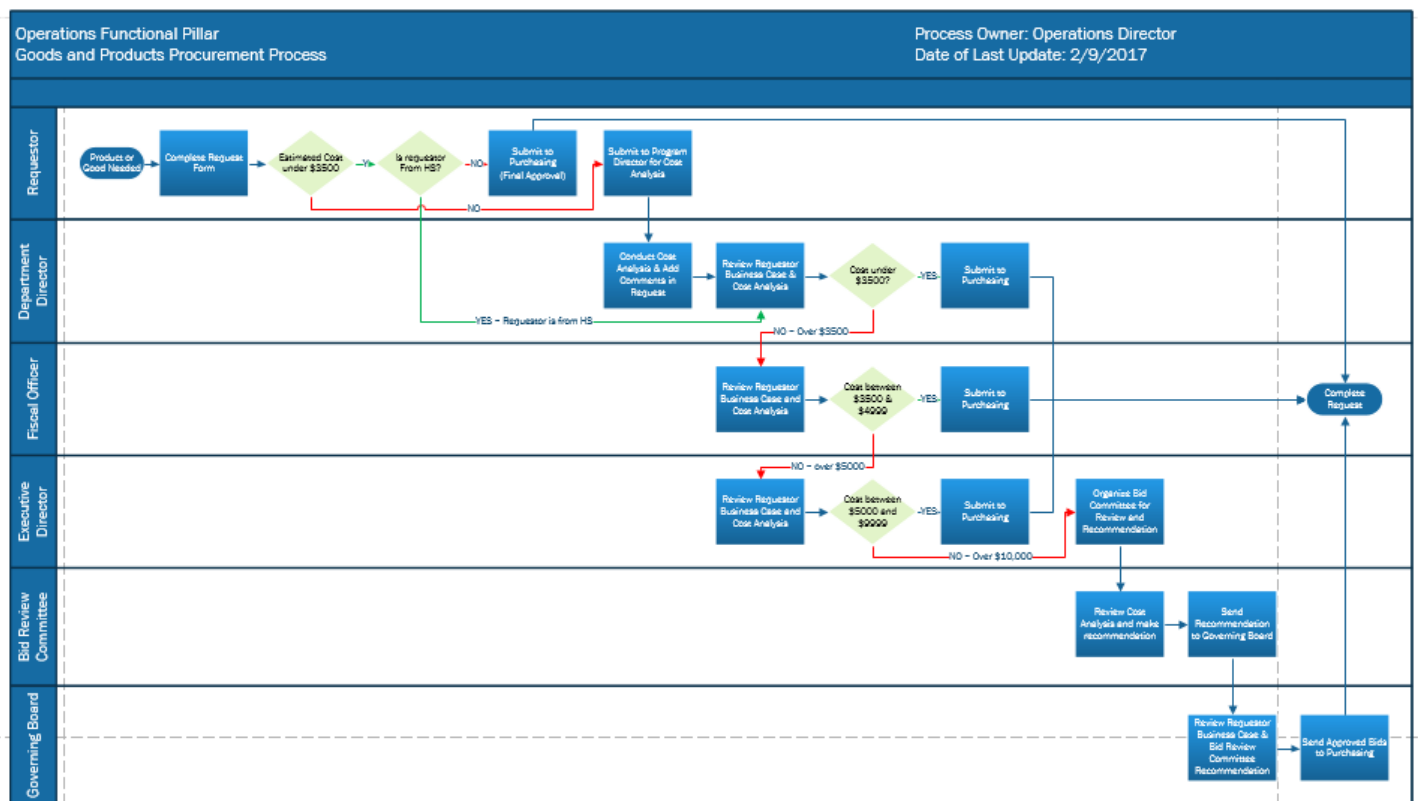 Operations Functional Pillar
Goods and Products Procurement Process
Process Owner: Operations Director
Date of Last Update: 2/9/2017
Requestor
Product or
Good Needed
Complete Request
Form
Estimated Cost
under $3500
Y
Is requestor
From HS?
NO
Submit to
Purchasing
(Final Approval)
Submit to Program
Director for Cost
Analysis
NO
Department
Director
Conduct Cost
Analysis & Add
Comments in
Request
Review Requestor
Business Case &
Cost Analysis
Cost under
$3500?
YES
Submit to
Purchasing
YES – Requestor is from HS
NO – Over $3500
Fiscal Officer
Review Requestor
Business Case and
Cost Analysis
Cost between
$3500 &
$4999
YES
Submit to
Purchasing
Complete
Request
NO – over $5000
Executive
Director
Review Requestor
Business Case and
Cost Analysis
Cost between
$5000 and
$9999
YES
Submit to
Purchasing
Organize Bid
Committee for
Review and
Recommendation
NO – Over $10,000
Bid Review
Committee
Review Cost
Analysis and make
recommendation
Send
Recommendation
to Governing Board
Governing Board
Review Requestor
Business Case &
Bid Review
Committee
Recommendation
Send Approved Bids
to Purchasing